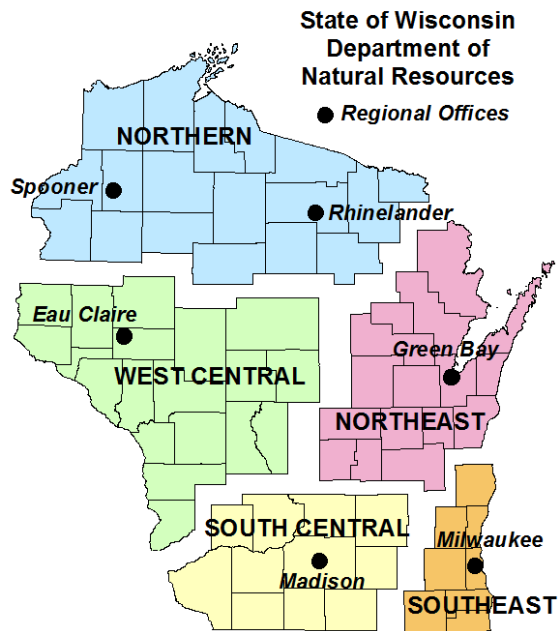 State of Wisconsin
Department of
Natural Resources
Regional Offices
NORTHERN
Spooner
Rhinelander
Eau Claire
WEST CENTRAL
Green Bay
NORTHEAST
SOUTH CENTRAL
Milwaukee
Madison
SOUTHEAST